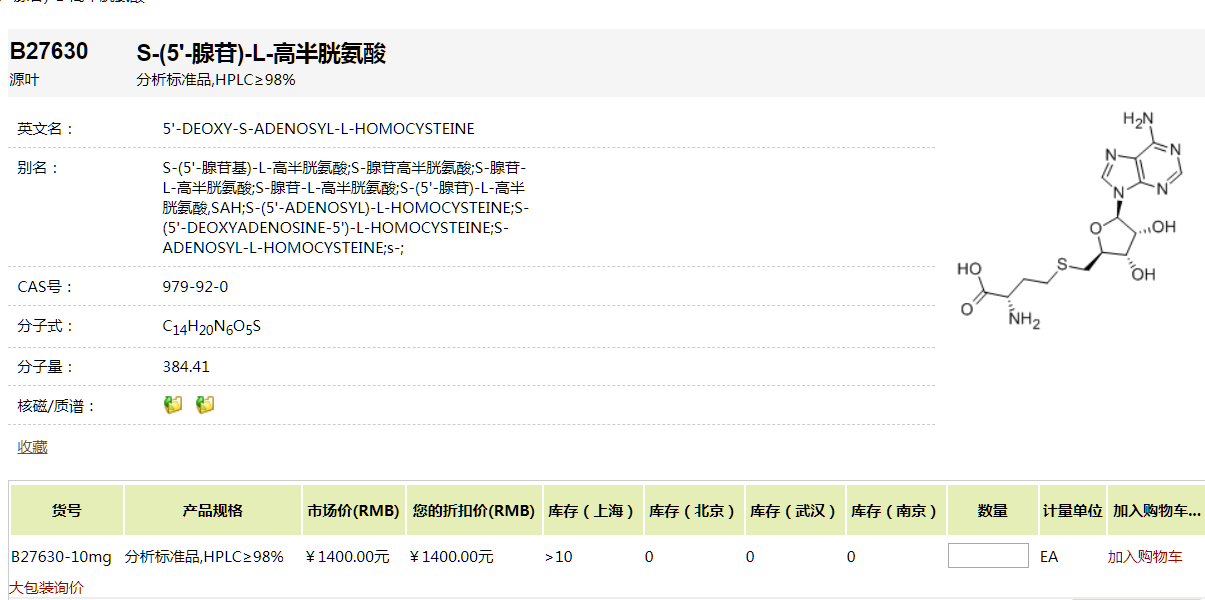 B27630 S-(5'-腺苷)-L-高半胱氨酸
源叶 分析标准品,HPLC≥98%
英文名： 5'-DEOXY-S-ADENOSYL-L-HOMOCYSTEINE
别名： S-(5'-腺苷基)-L-高半胱氨酸;S-腺苷高半胱氨酸;S-腺苷-
L-高半胱氨酸;S-腺苷-L-高半胱氨酸;S-(5'-腺苷)-L-高半
胱氨酸,SAH;S-(5'-ADENOSYL)-L-HOMOCYSTEINE;S-
(5'-DEOXYADENOSINE-5')-L-HOMOCYSTEINE;S-
ADENOSYL-L-HOMOCYSTEINE;s-;
CAS号： 979-92-0
分子式： C14H20N6O5S
分子量： 384.41
核磁/质谱：
收藏
H2N
N N
N N
O OH
S OH
HO
O
NH2
货号 产品规格 市场价(RMB) 您的折扣价(RMB) 库存（上海） 库存（北京） 库存（武汉） 库存（南京） 数量 计量单位 加入购物车...
B27630-10mg 分析标准品,HPLC≥98% ￥1400.00元 ￥1400.00元 >10 0 0 0 EA 加入购物车
大包装询价